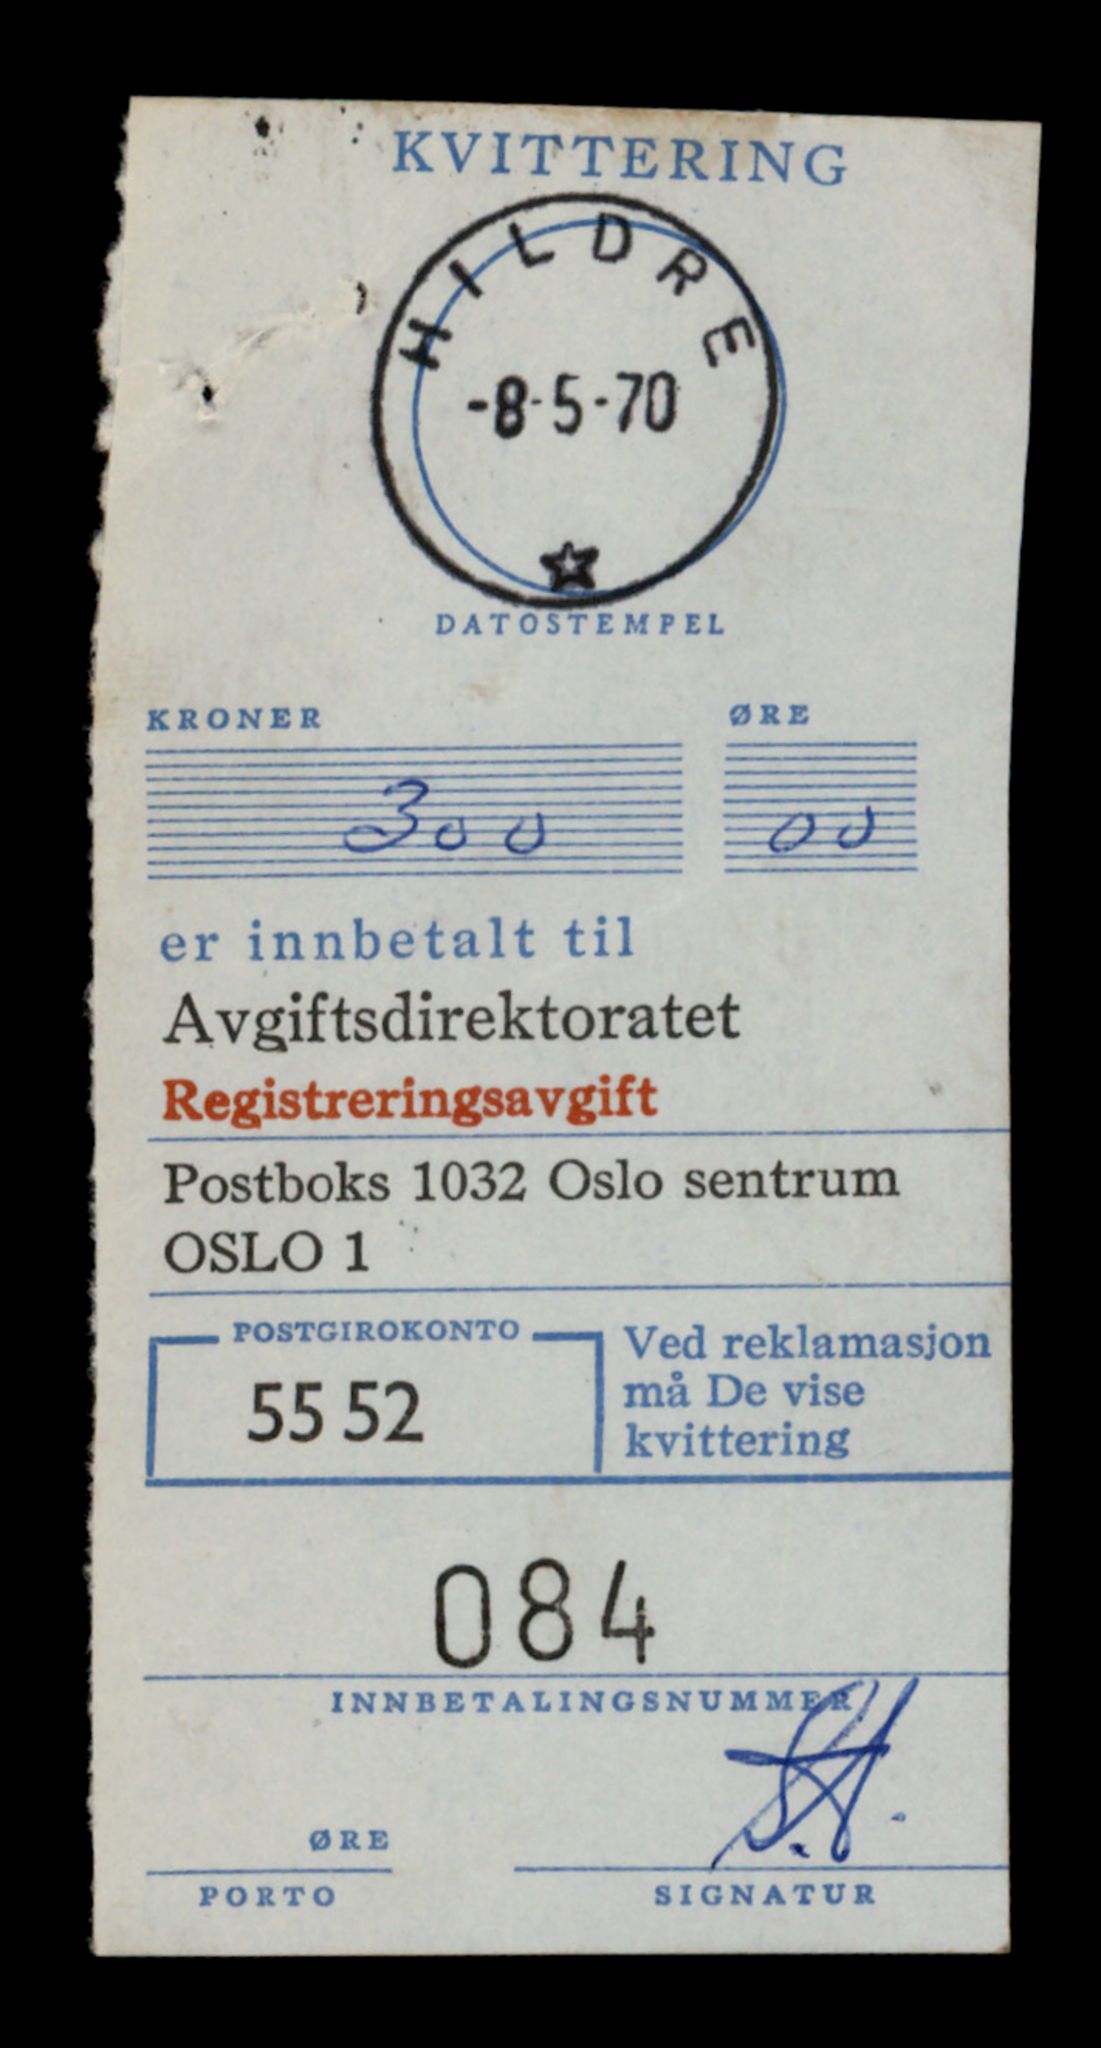 KVITTERING
HILDRE
-8-5-70
DATOSTEMPEL
KRONER ØRE
300 00
er innbetalt til
Avgiftsdirektoratet
Registreringsavgift
Postboks 1032 Oslo sentrum
OSLO 1
POSTGIROKONTO
55 52
Ved reklamasjon
må De vise
kvittering
084
INNBETALINGSNUMMER
ØRE
PORTO
SIGNATUR